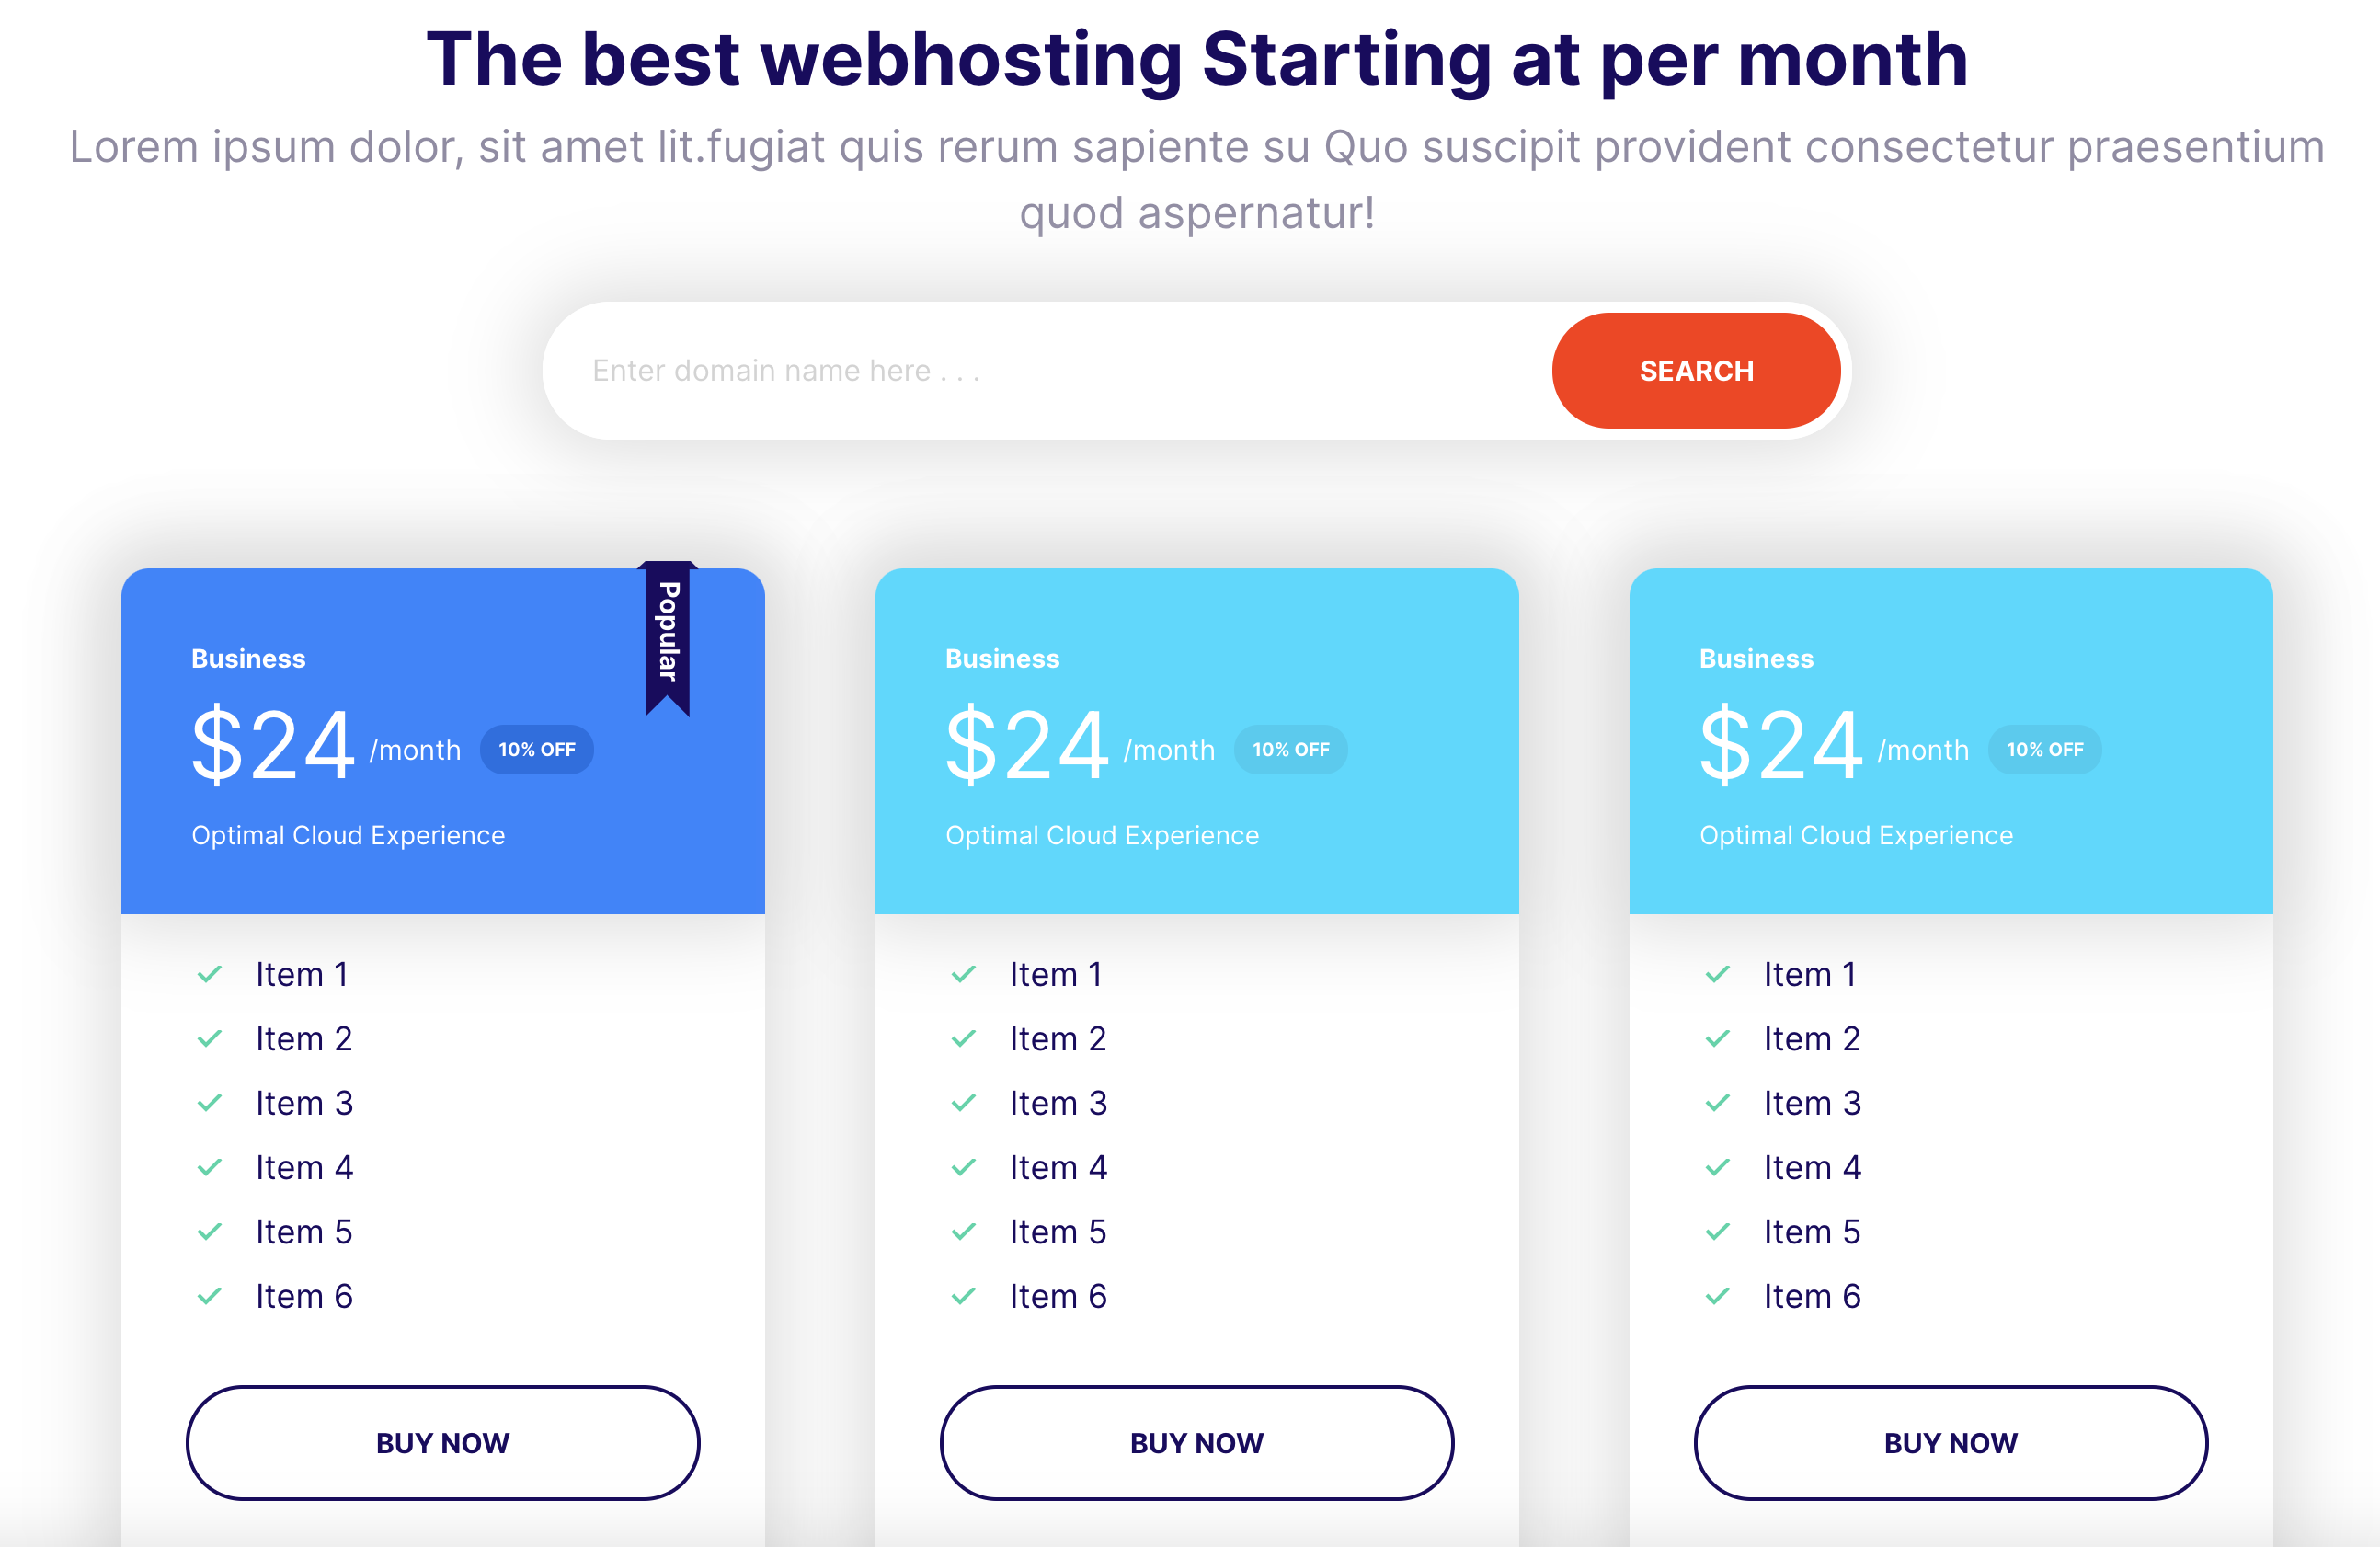 The best webhosting Starting at per month
Lorem ipsum dolor, sit amet lit.fugiat quis rerum sapiente su Quo suscipit provident consectetur praesentium
quod aspernatur!
Enter domain name here . . .
SEARCH
Popular
Business
$24 /month 10% OFF
Optimal Cloud Experience
Item 1
Item 2
Item 3
Item 4
Item 5
Item 6
BUY NOW
Business
$24 /month 10% OFF
Optimal Cloud Experience
Item 1
Item 2
Item 3
Item 4
Item 5
Item 6
BUY NOW
Business
$24 /month 10% OFF
Optimal Cloud Experience
Item 1
Item 2
Item 3
Item 4
Item 5
Item 6
BUY NOW